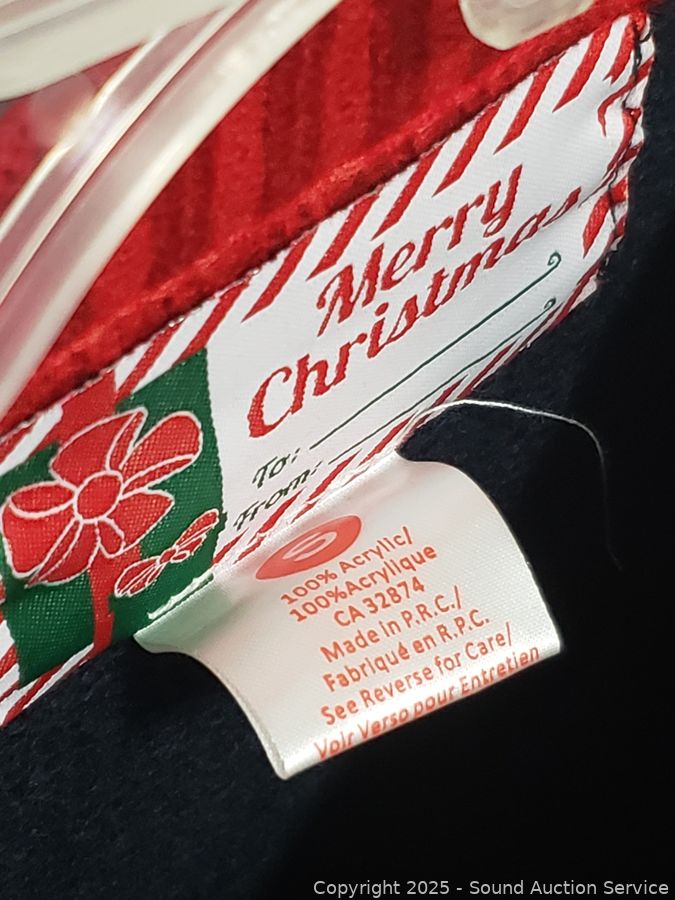 Merry
Christmas
To:
From:
S
100% Acrylic/
100%Acrylique
CA 32874
Made in P.R.C./
Fabriqué en R.P.C.
See Reverse for Care/
Voir Verso pour Entretien
Copyright 2025 - Sound Auction Service